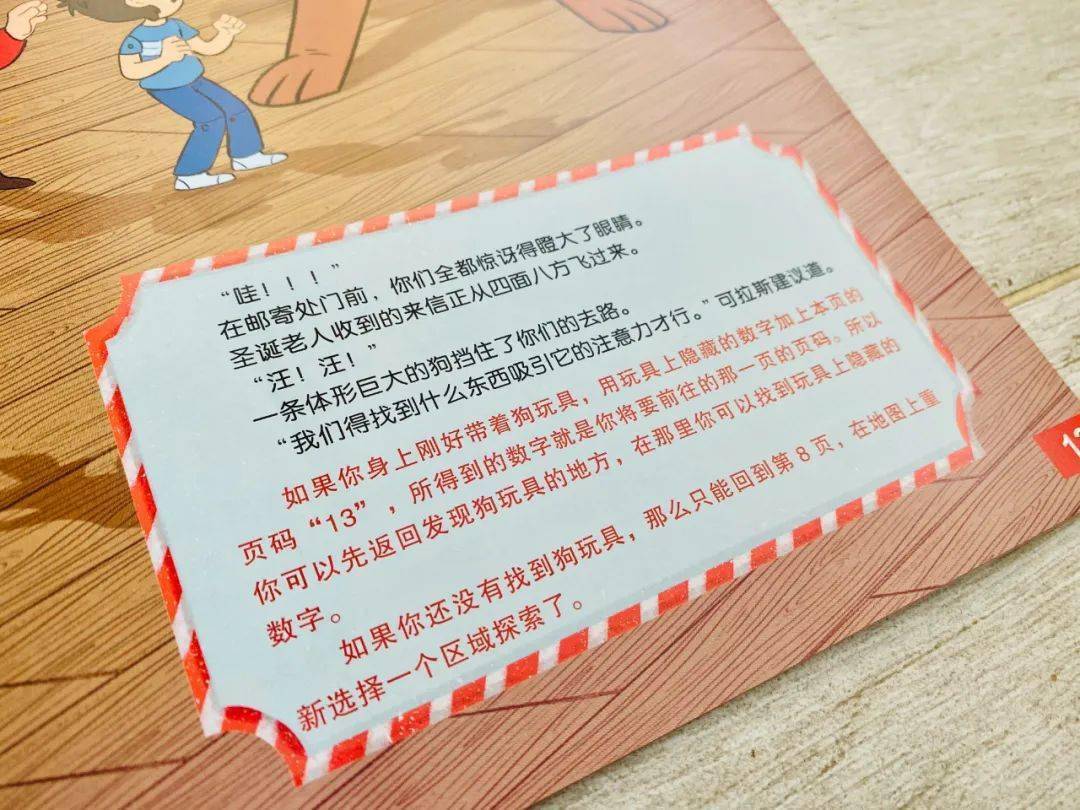 “哇！！！”
在邮寄处门前，你们全都惊讶得瞪大了眼睛。
圣诞老人收到的来信正从四面八方飞过来。
“汪！汪！”
一条体形巨大的狗挡住了你们的去路。
“我们得找到什么东西吸引它的注意力才行。”可拉斯建议道。
如果你身上刚好带着狗玩具，用玩具上隐藏的数字加上本页的
页码“13”，所得到的数字就是你将要前往的那一页的页码。所以
你可以先返回发现狗玩具的地方，在那里你可以找到玩具上隐藏的
数字。
如果你还没有找到狗玩具，那么只能回到第 8 页，在地图上重
新选择一个区域探索了。